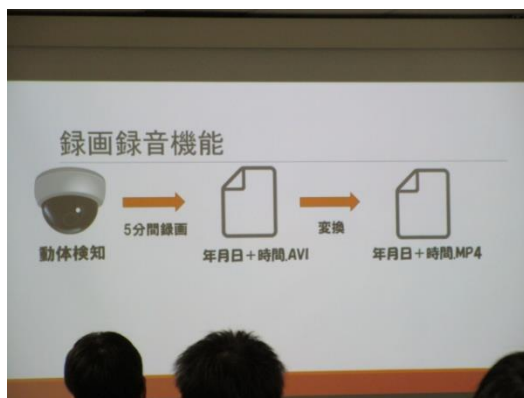 録画録音機能
5分間録画
変換
動体検知
年月日+時間.AVI
年月日+時間.MP4